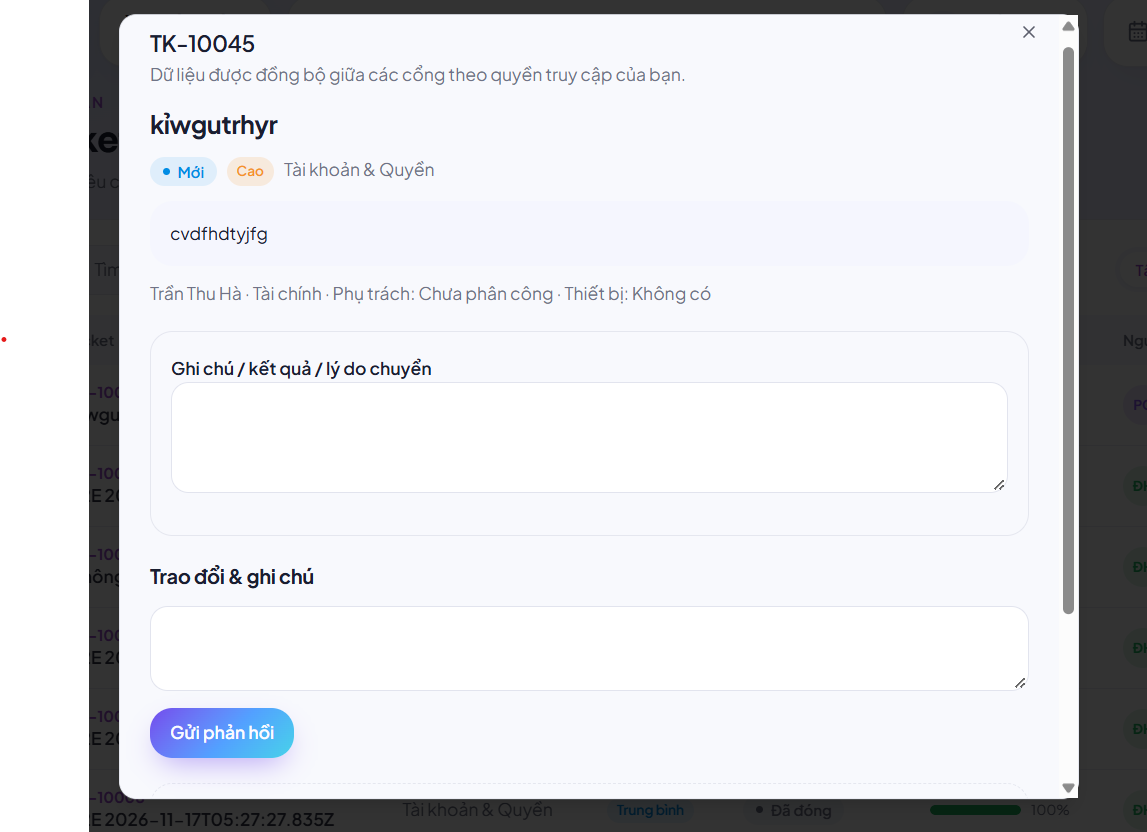 TK-10045
Dữ liệu được đồng bộ giữa các cổng theo quyền truy cập của bạn.
kỉwgutrhyr
Mới Cao Tài khoản & Quyền
cvdfhdtyjfg
Trần Thu Hà · Tài chính · Phụ trách: Chưa phân công · Thiết bị: Không có
Ghi chú / kết quả / lý do chuyển
Trao đổi & ghi chú
Gửi phản hồi
Tài khoản & Quyền Trung bình Đã đóng 100%
E 2026-11-17T05:27:27.835Z